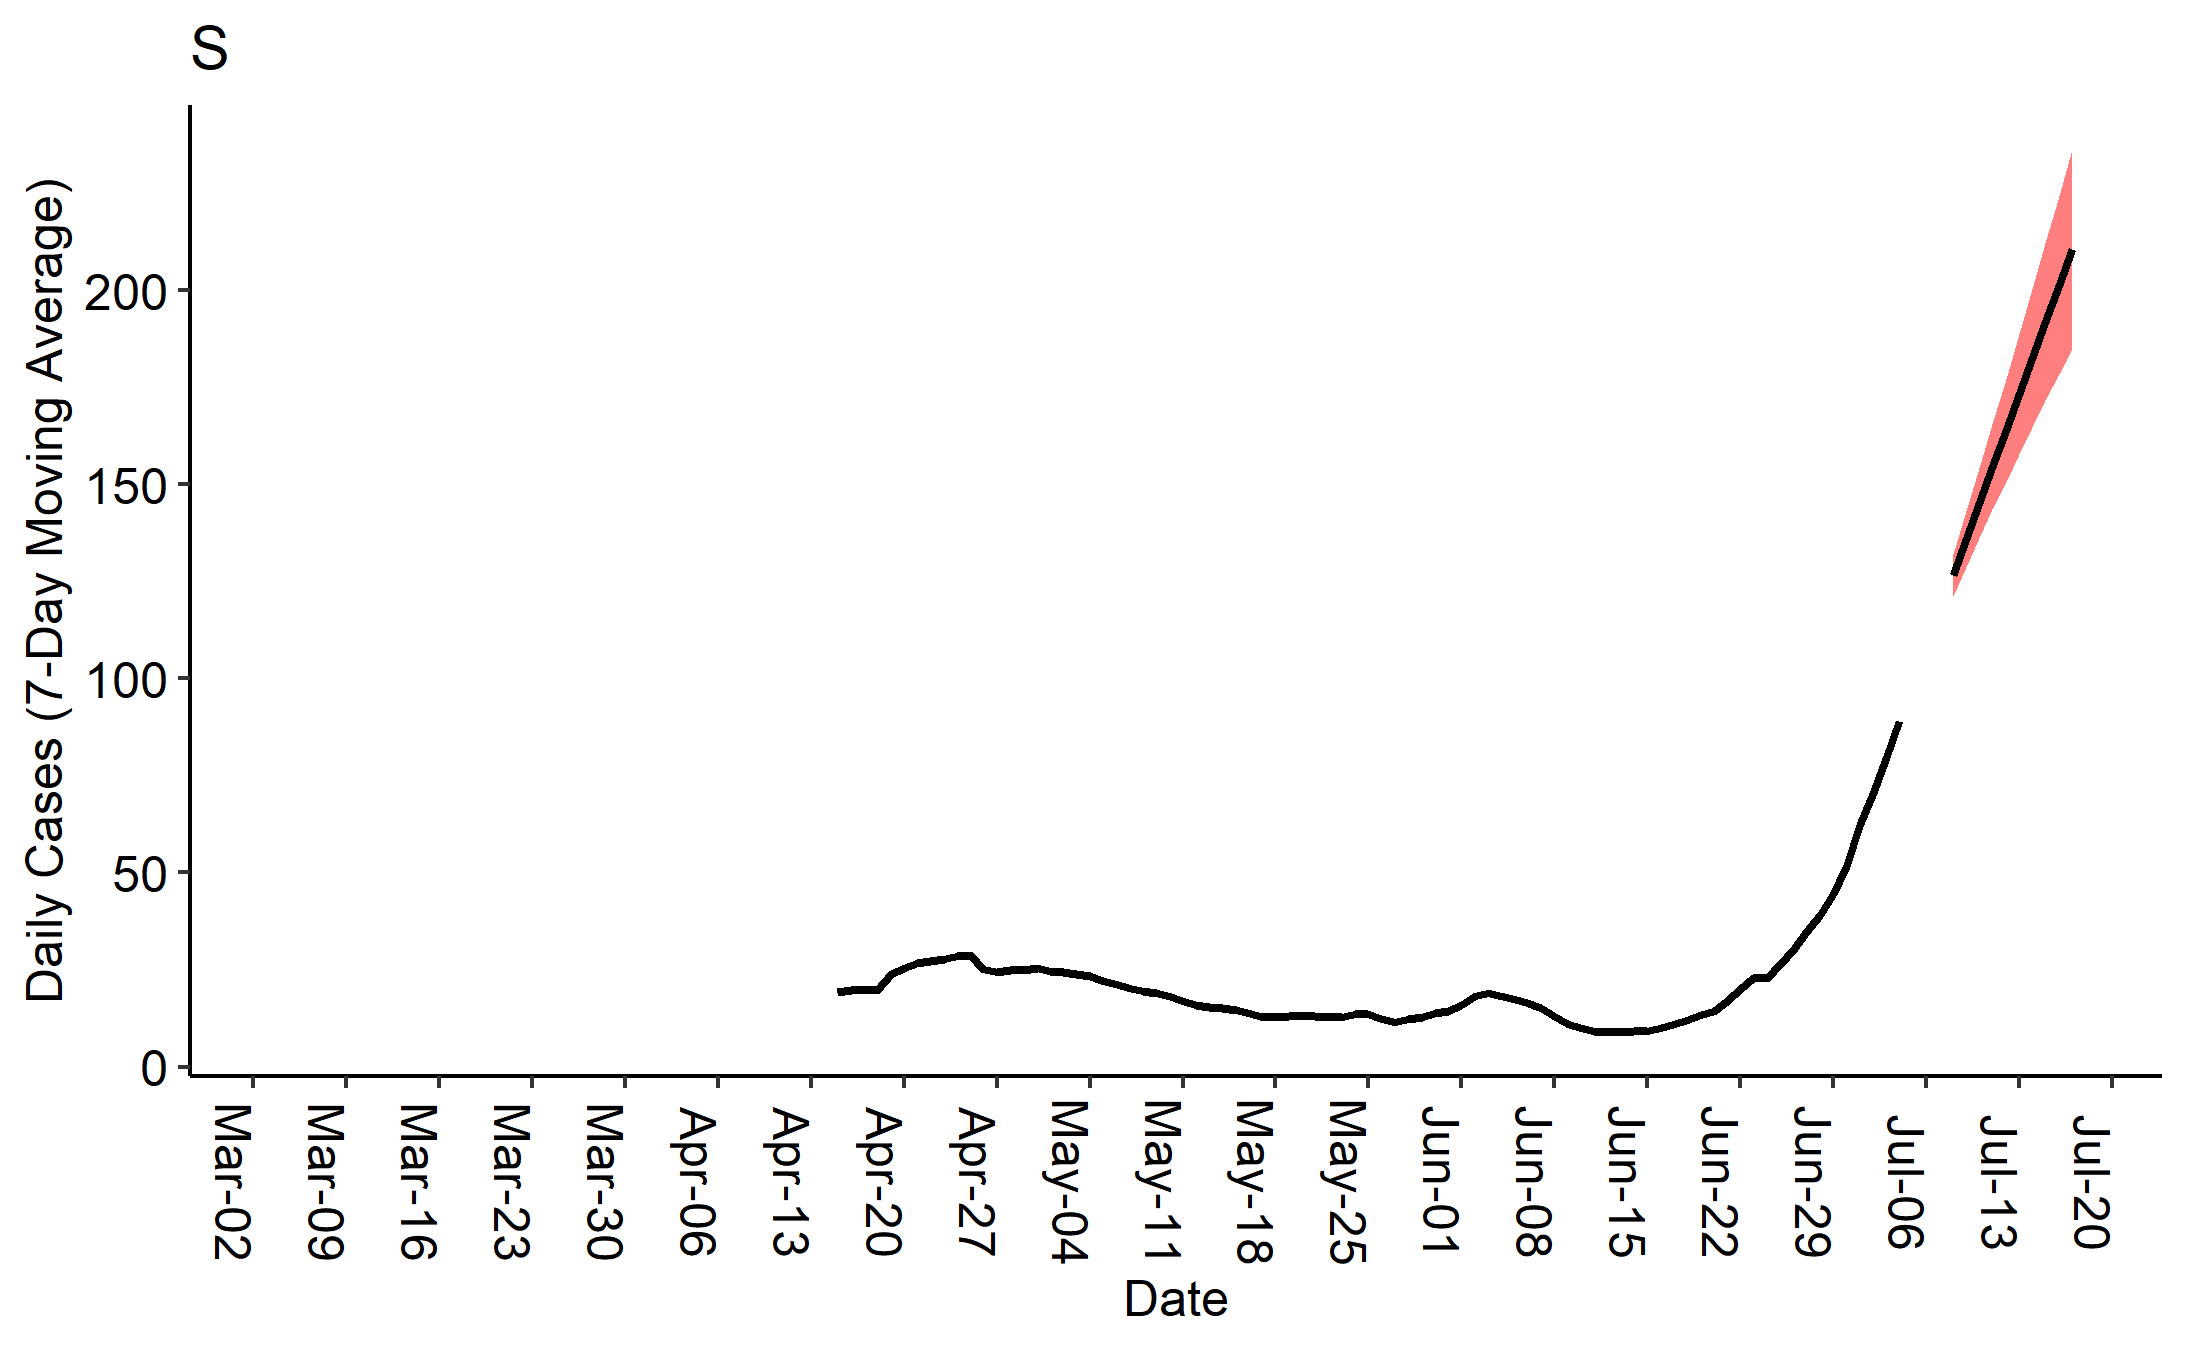 S
Daily Cases (7-Day Moving Average)
200
150
100
50
0
Mar-02
Mar-09
Mar-16
Mar-23
Mar-30
Apr-06
Apr-13
Apr-20
Apr-27
May-04
May-11
May-18
May-25
Jun-01
Jun-08
Jun-15
Jun-22
Jun-29
Jul-06
Jul-13
Jul-20
Date